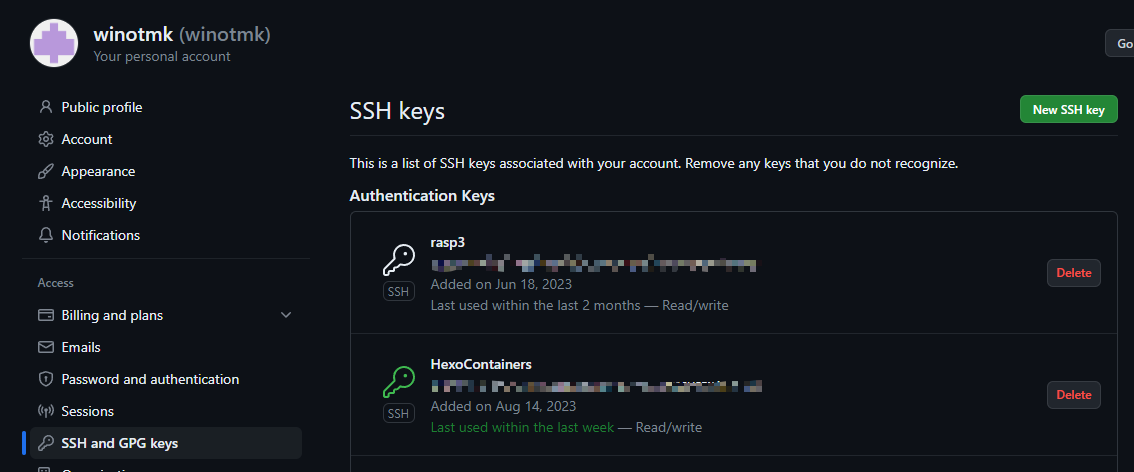 winotmk (winotmk)
Your personal account
Go
Public profile
Account
Appearance
Accessibility
Notifications
Access
Billing and plans
Emails
Password and authentication
Sessions
SSH and GPG keys
SSH keys
New SSH key
This is a list of SSH keys associated with your account. Remove any keys that you do not recognize.
Authentication Keys
rasp3
SSH
Added on Jun 18, 2023
Last used within the last 2 months — Read/write
Delete
HexoContainers
SSH
Added on Aug 14, 2023
Last used within the last week — Read/write
Delete